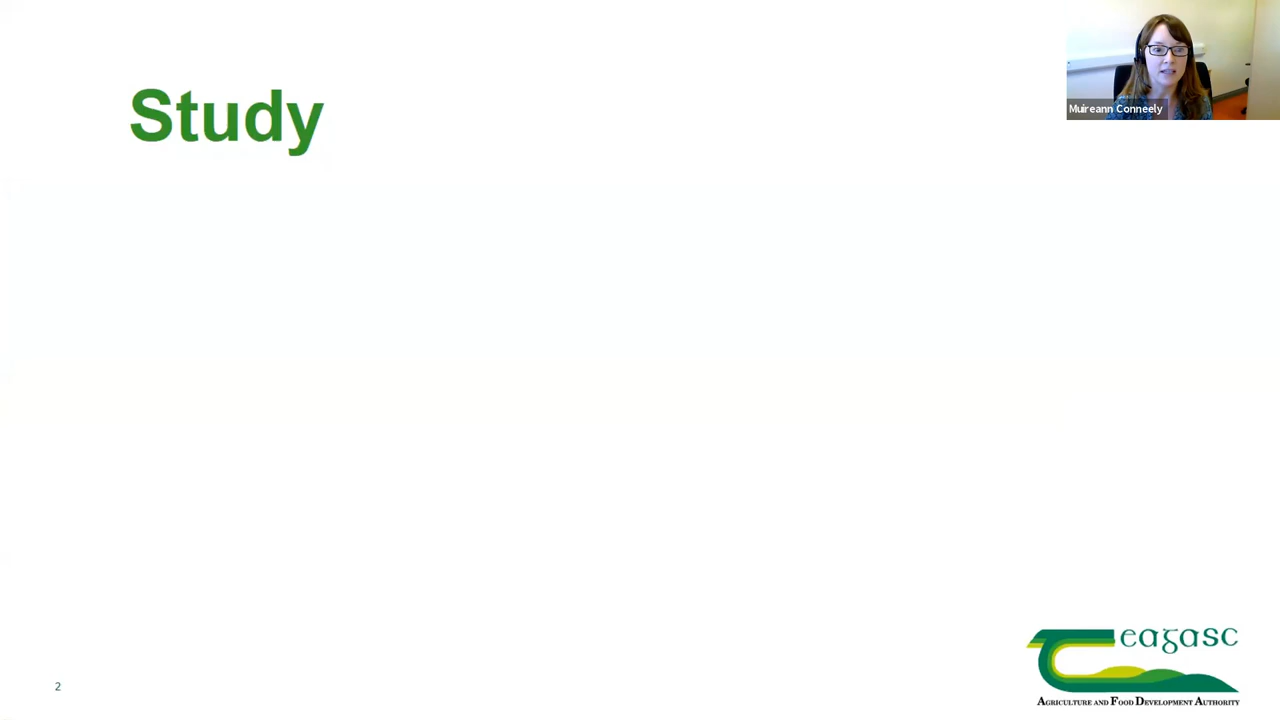 Study
Muireann Conneely
2
Teagasc
AGRICULTURE AND FOOD DEVELOPMENT AUTHORITY